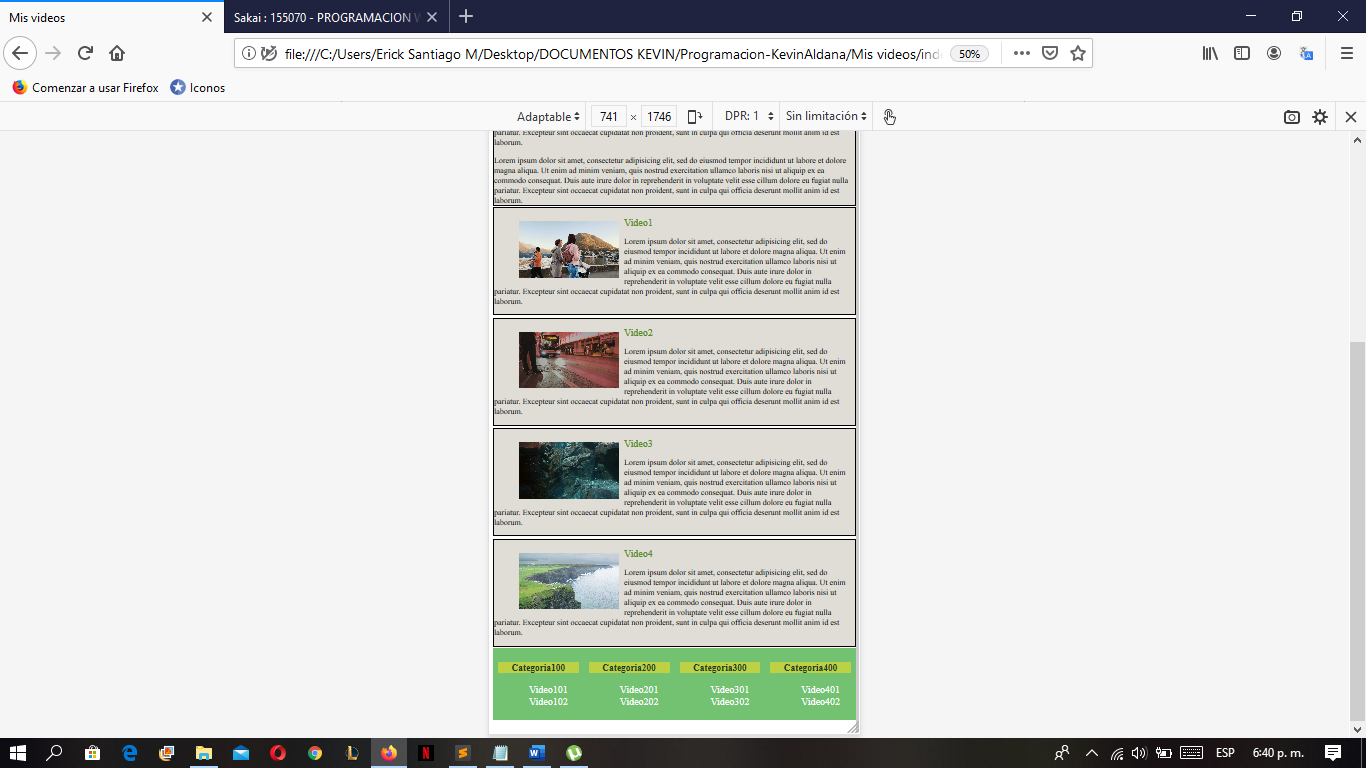 Mis videos
Sakai : 155070 - PROGRAMACION W
file:///C:/Users/Erick Santiago M/Desktop/DOCUMENTOS KEVIN/Programacion-KevinAldana/Mis videos/ind
50%
Comenzar a usar Firefox
Iconos
Adaptable
741 × 1746
DPR: 1
Sin limitación
pariatur. Excepteur sint occaecat cupidatat non proident, sunt in culpa qui officia deserunt mollit anim id est
laborum.
Lorem ipsum dolor sit amet, consectetur adipisicing elit, sed do eiusmod tempor incididunt ut labore et dolore
magna aliqua. Ut enim ad minim veniam, quis nostrud exercitation ullamco laboris nisi ut aliquip ex ea
commodo consequat. Duis aute irure dolor in reprehenderit in voluptate velit esse cillum dolore eu fugiat nulla
pariatur. Excepteur sint occaecat cupidatat non proident, sunt in culpa qui officia deserunt mollit anim id est
laborum.
Video1
Lorem ipsum dolor sit amet, consectetur adipisicing elit, sed do
eiusmod tempor incididunt ut labore et dolore magna aliqua. Ut enim
ad minim veniam, quis nostrud exercitation ullamco laboris nisi ut
aliquip ex ea commodo consequat. Duis aute irure dolor in
reprehenderit in voluptate velit esse cillum dolore eu fugiat nulla
pariatur. Excepteur sint occaecat cupidatat non proident, sunt in culpa qui officia deserunt mollit anim id est
laborum.
Video2
Lorem ipsum dolor sit amet, consectetur adipisicing elit, sed do
eiusmod tempor incididunt ut labore et dolore magna aliqua. Ut enim
ad minim veniam, quis nostrud exercitation ullamco laboris nisi ut
aliquip ex ea commodo consequat. Duis aute irure dolor in
reprehenderit in voluptate velit esse cillum dolore eu fugiat nulla
pariatur. Excepteur sint occaecat cupidatat non proident, sunt in culpa qui officia deserunt mollit anim id est
laborum.
Video3
Lorem ipsum dolor sit amet, consectetur adipisicing elit, sed do
eiusmod tempor incididunt ut labore et dolore magna aliqua. Ut enim
ad minim veniam, quis nostrud exercitation ullamco laboris nisi ut
aliquip ex ea commodo consequat. Duis aute irure dolor in
reprehenderit in voluptate velit esse cillum dolore eu fugiat nulla
pariatur. Excepteur sint occaecat cupidatat non proident, sunt in culpa qui officia deserunt mollit anim id est
laborum.
Video4
Lorem ipsum dolor sit amet, consectetur adipisicing elit, sed do
eiusmod tempor incididunt ut labore et dolore magna aliqua. Ut enim
ad minim veniam, quis nostrud exercitation ullamco laboris nisi ut
aliquip ex ea commodo consequat. Duis aute irure dolor in
reprehenderit in voluptate velit esse cillum dolore eu fugiat nulla
pariatur. Excepteur sint occaecat cupidatat non proident, sunt in culpa qui officia deserunt mollit anim id est
laborum.
Categoria100 Categoria200 Categoria300 Categoria400
Video101 Video201 Video301 Video401
Video102 Video202 Video302 Video402
ESP
6:40 p. m.